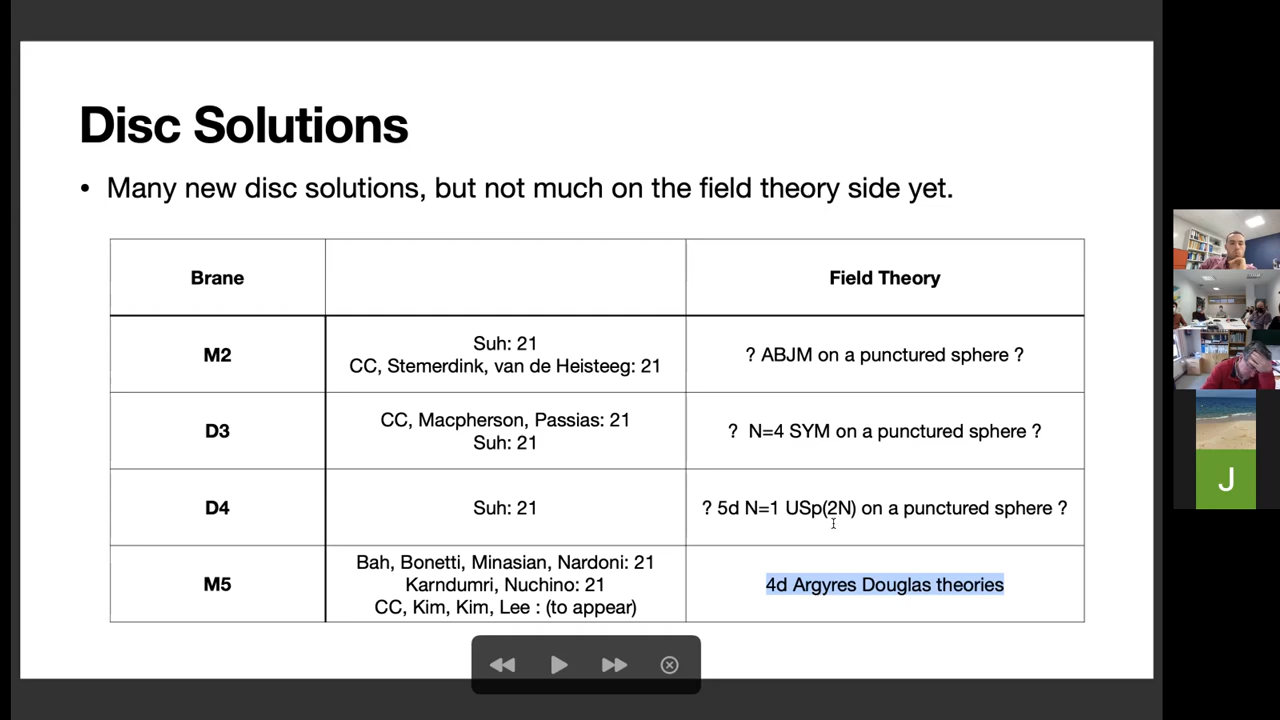 Disc Solutions
• Many new disc solutions, but not much on the field theory side yet.
Brane
Field Theory
M2
Suh: 21
CC, Stemerdink, van de Heisteeg: 21
? ABJM on a punctured sphere ?
D3
CC, Macpherson, Passias: 21
Suh: 21
? N=4 SYM on a punctured sphere ?
D4
Suh: 21
? 5d N=1 USp(2N) on a punctured sphere ?
M5
Bah, Bonetti, Minasian, Nardoni: 21
Karndumri, Nuchino: 21
CC, Kim, Kim, Lee : (to appear)
4d Argyres Douglas theories
J